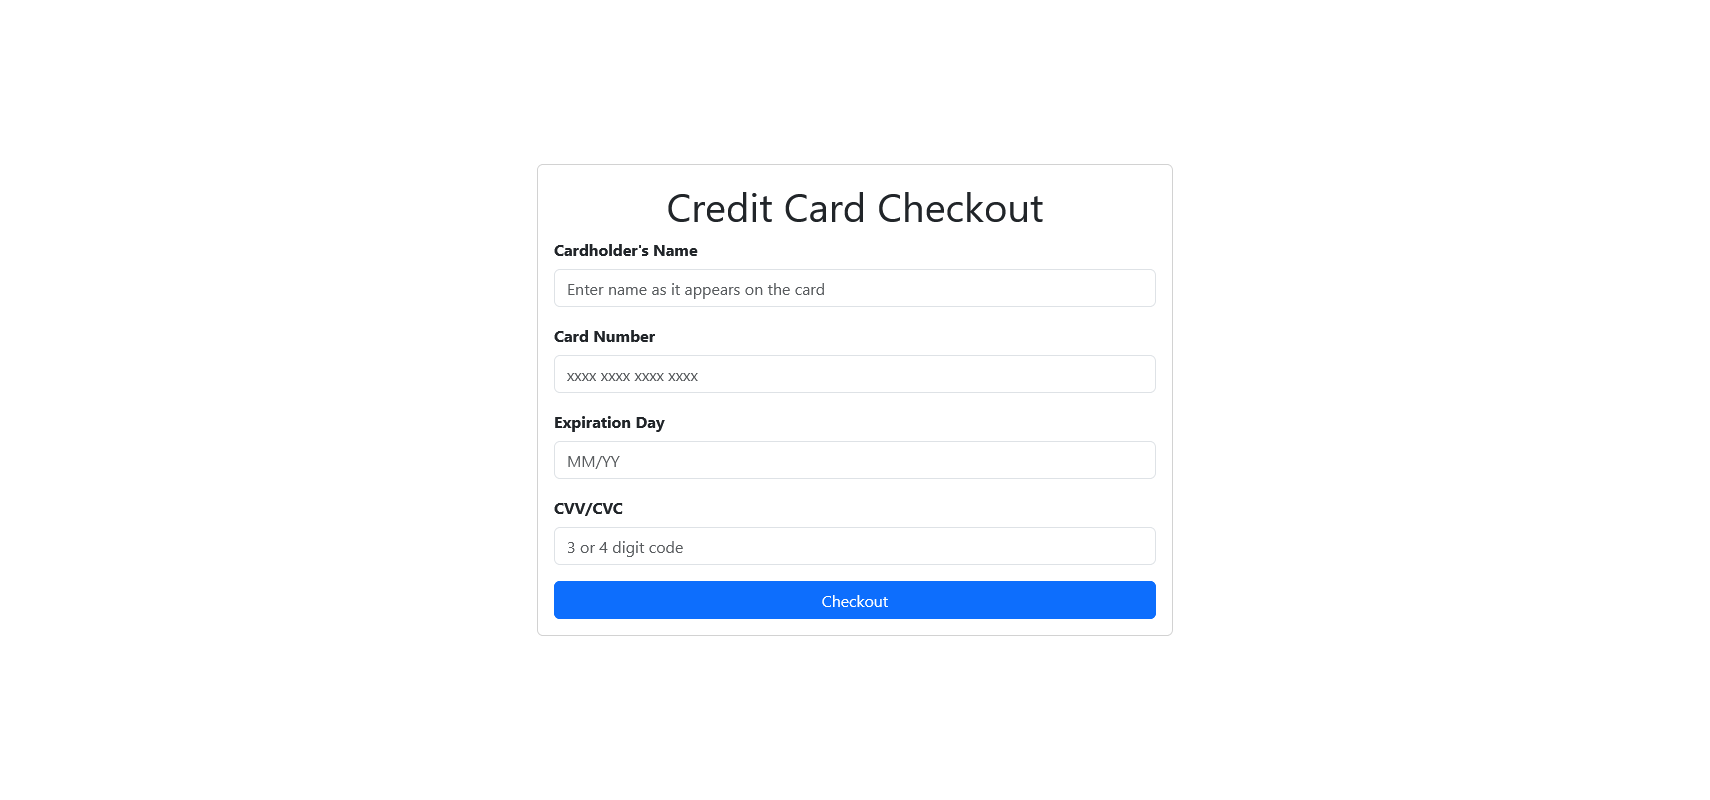 Credit Card Checkout
Cardholder's Name
Enter name as it appears on the card
Card Number
xxxx xxxx xxxx xxxx
Expiration Day
MM/YY
CVV/CVC
3 or 4 digit code
Checkout